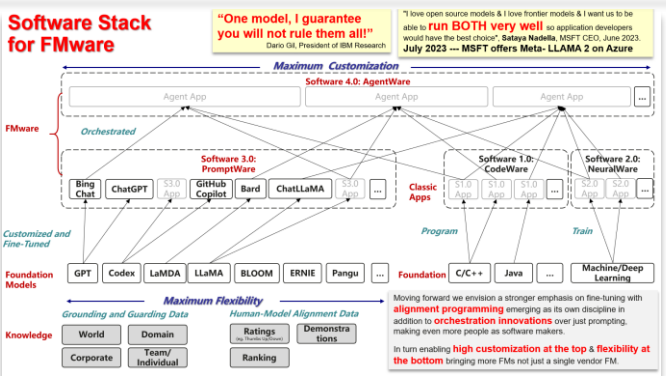 Software Stack
for FMware
“One model, I guarantee
you will not rule them all!”
Dario Gil, President of IBM Research
"I love open source models & I love frontier models & I want us to be
able to run BOTH very well so application developers
would have the best choice", Sataya Nadella, MSFT CEO, June 2023.
July 2023 --- MSFT offers Meta- LLAMA 2 on Azure
Maximum Customization
Software 4.0: AgentWare
Agent App
Agent App
Agent App
...
FMware
Orchestrated
Software 3.0:
PromptWare
Bing
Chat
ChatGPT
S3.0
App
GitHub
Copilot
Bard
ChatLLaMA
S3.0
App
...
Classic
Apps
Software 1.0:
CodeWare
S1.0
App
S1.0
App
S1.0
App
...
Software 2.0:
NeuralWare
S2.0
App
S2.0
App
...
Customized and
Fine-Tuned
Program
Train
Foundation
Models
GPT
Codex
LaMDA
LLaMA
BLOOM
ERNIE
Pangu
...
Foundation
C/C++
Java
...
Machine/Deep
Learning
Maximum Flexibility
Grounding and Guarding Data
Human-Model Alignment Data
Knowledge
World
Domain
Corporate
Team/
Individual
Ratings
(eg. Thumbs Up/Down)
Demonstra
tions
Ranking
Moving forward we envision a stronger emphasis on fine-tuning with
alignment programming emerging as its own discipline in
addition to orchestration innovations over just prompting,
making even more people as software makers.
In turn enabling high customization at the top & flexibility at
the bottom bringing more FMs not just a single vendor FM.